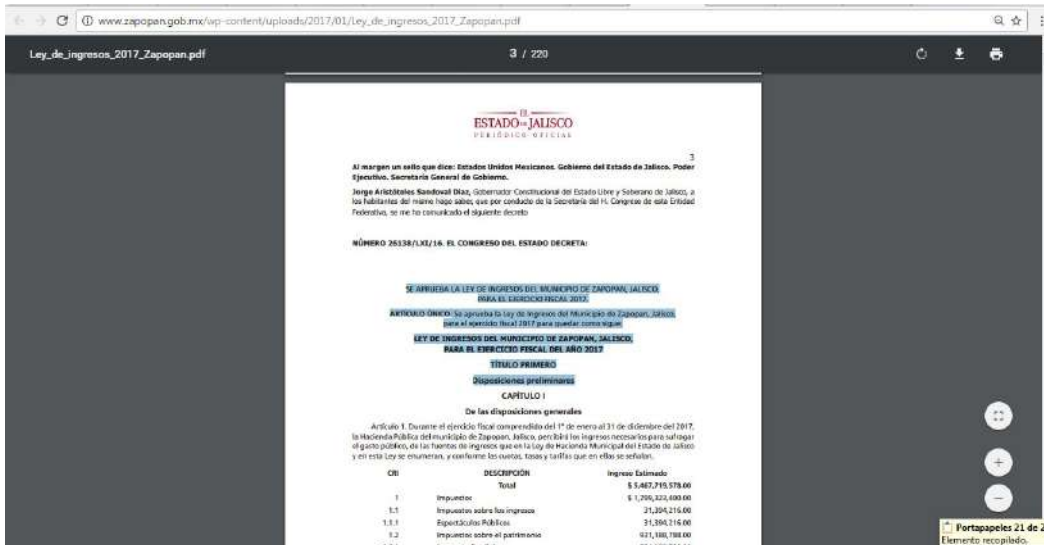 www.zapopan.gob.mx/wp-content/uploads/2017/01/Ley_de_ingresos_2017_Zapopan.pdf
Ley_de_ingresos_2017_Zapopan.pdf
3 / 220
EL
ESTADO DE JALISCO
PERIÓDICO OFICIAL
3
Al margen un sello que dice: Estados Unidos Mexicanos. Gobierno del Estado de Jalisco. Poder
Ejecutivo. Secretaría General de Gobierno.
Jorge Aristóteles Sandoval Díaz, Gobernador Constitucional del Estado Libre y Soberano de Jalisco, a
los habitantes del mismo hago saber, que por conducto de la Secretaría del H. Congreso de esta Entidad
Federativa, se me ha comunicado el siguiente decreto
NÚMERO 26138/LXI/16. EL CONGRESO DEL ESTADO DECRETA:
SE APRUEBA LA LEY DE INGRESOS DEL MUNICIPIO DE ZAPOPAN, JALISCO,
PARA EL EJERCICIO FISCAL 2017.
ARTÍCULO ÚNICO. Se aprueba la Ley de Ingresos del Municipio de Zapopan, Jalisco,
para el ejercicio fiscal 2017 para quedar como sigue:
LEY DE INGRESOS DEL MUNICIPIO DE ZAPOPAN, JALISCO,
PARA EL EJERCICIO FISCAL DEL AÑO 2017
TÍTULO PRIMERO
Disposiciones preliminares
CAPÍTULO I
De las disposiciones generales
Artículo 1. Durante el ejercicio fiscal comprendido del 1° de enero al 31 de diciembre del 2017,
la Hacienda Pública del municipio de Zapopan, Jalisco, percibirá los ingresos necesarios para sufragar
el gasto público, de las fuentes de ingresos que en la Ley de Hacienda Municipal del Estado de Jalisco
y en esta Ley se enumeran, y conforme las cuotas, tasas y tarifas que en ellas se señalan.
CRI DESCRIPCIÓN Ingreso Estimado
Total $ 5,467,719,578.00
1 Impuestos $ 1,799,323,400.00
1.1 Impuestos sobre los ingresos 31,394,216.00
1.1.1 Espectáculos Públicos 31,394,216.00
1.2 Impuestos sobre el patrimonio
Portapapeles 21 de 2
Elemento recopilado.